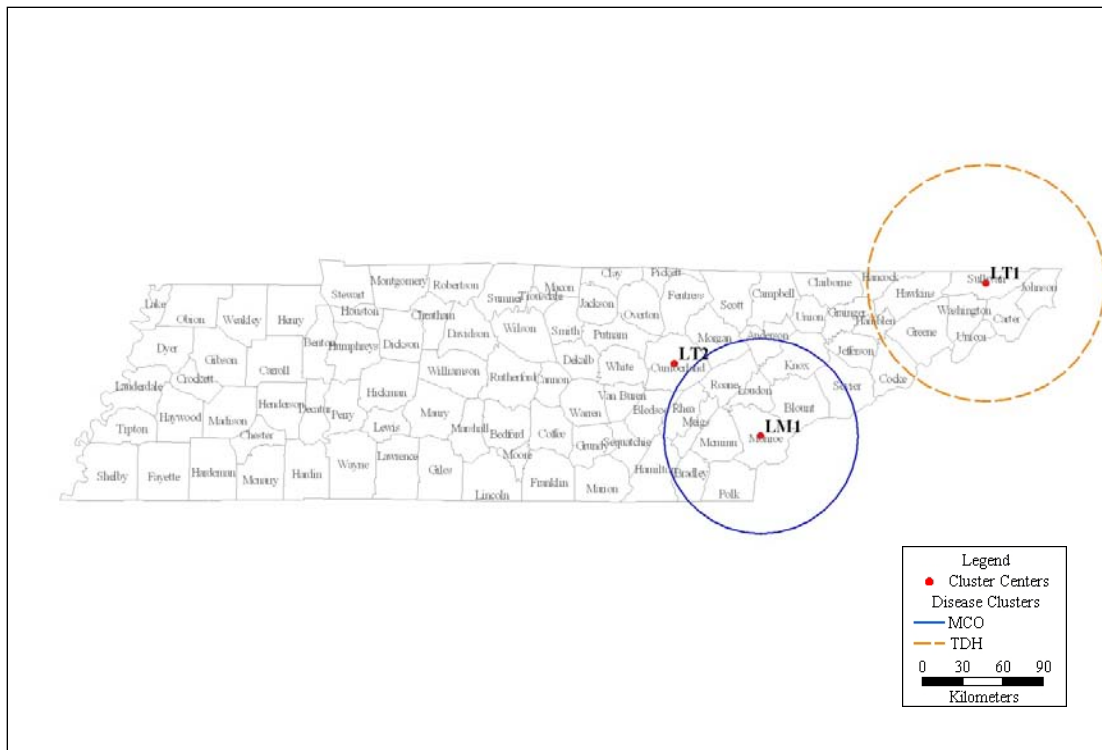 LT1
Sullivan
Hancock
Hawkins
Johnson
Washington
Carter
Greene
Unicoi
Clay
Pickett
Claiborne
Campbell
Montgomery
Robertson
Macon
Stewart
Sumner
Trousdale
Jackson
Fentress
Scott
Lake
Houston
Overton
Union
Grainger
Hamblen
Obion
Weakley
Henry
Cheatham
Davidson
Wilson
Smith
Putnam
Morgan
Anderson
Dyer
Benton
Humphreys
Dickson
Jefferson
Gibson
Carroll
Williamson
Rutherford
Cannon
Dekalb
White
LT2
Cumberland
Knox
Crockett
Lauderdale
Roane
Loudon
Sevier
Cocke
Hickman
Van Buren
Haywood
Madison
Henderson
Decatur
Perry
Maury
Warren
Bledsoe
Rhea
Blount
Tipton
Chester
Lewis
Marshall
Bedford
Coffee
Grundy
Sequatchie
Meigs
LM1
Mcminn
Monroe
Shelby
Fayette
Hardeman
Mcnairy
Hardin
Wayne
Lawrence
Giles
Moore
Lincoln
Franklin
Marion
Hamilton
Bradley
Polk
Legend
Cluster Centers
Disease Clusters
MCO
TDH
0 30 60 90
Kilometers